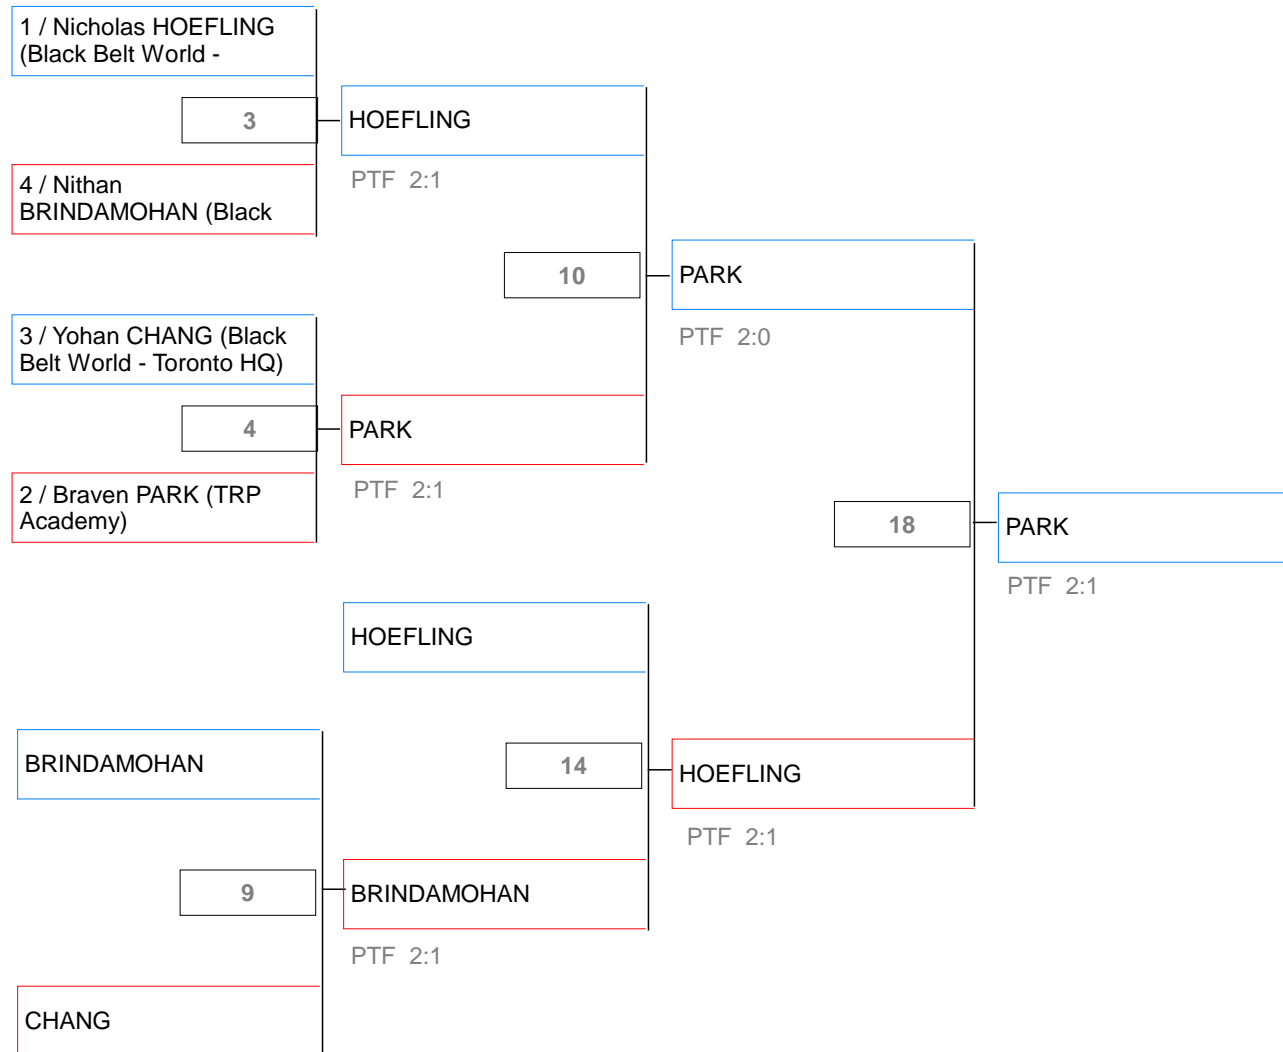 1 / Nicholas HOEFLING
(Black Belt World -
3
HOEFLING
PTF 2:1
4 / Nithan
BRINDAMOHAN (Black
10
PARK
PTF 2:0
3 / Yohan CHANG (Black
Belt World - Toronto HQ)
4
PARK
PTF 2:1
2 / Braven PARK (TRP
Academy)
18
PARK
PTF 2:1
HOEFLING
14
HOEFLING
PTF 2:1
BRINDAMOHAN
9
BRINDAMOHAN
PTF 2:1
CHANG